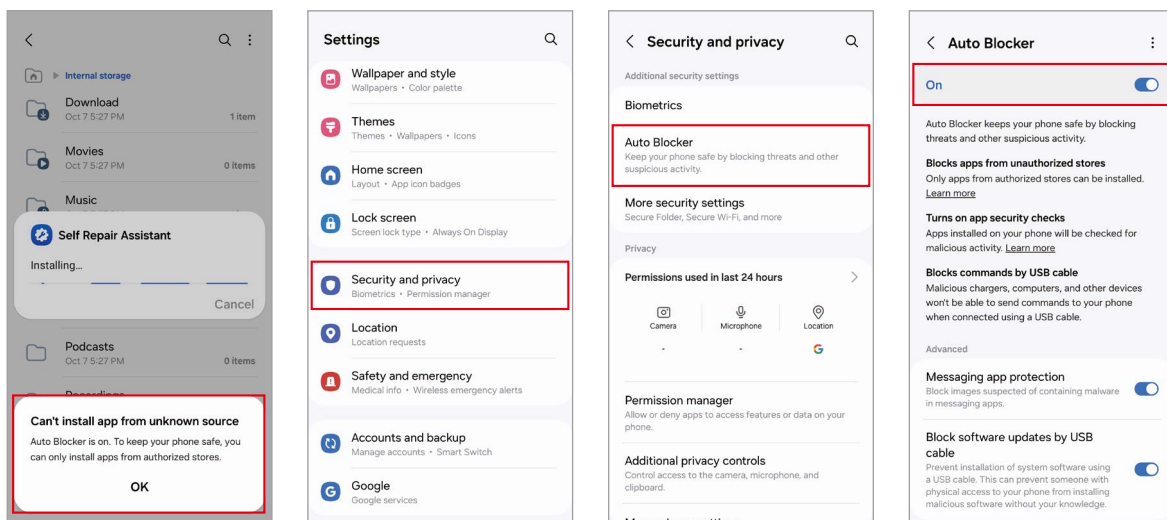 Internal storage
Download
Oct 7 5:27 PM
1 item
Movies
Oct 7 5:27 PM
0 items
Music
Self Repair Assistant
Installing...
Cancel
Podcasts
Oct 7 5:27 PM
0 items
Can't install app from unknown source
Auto Blocker is on. To keep your phone safe, you
can only install apps from authorized stores.
OK
Settings
Wallpaper and style
Wallpapers • Color palette
Themes
Themes • Wallpapers • Icons
Home screen
Layout • App icon badges
Lock screen
Screen lock type • Always On Display
Security and privacy
Biometrics • Permission manager
Location
Location requests
Safety and emergency
Medical info • Wireless emergency alerts
Accounts and backup
Manage accounts • Smart Switch
Google
Google services
Security and privacy
Additional security settings
Biometrics
Auto Blocker
Keep your phone safe by blocking threats and other
suspicious activity.
More security settings
Secure Folder, Secure Wi-Fi, and more
Privacy
Permissions used in last 24 hours
Camera
Microphone
Location
-
-
G
Permission manager
Allow or deny apps to access features or data on your
phone.
Additional privacy controls
Control access to the camera, microphone, and
clipboard.
Auto Blocker
On
Auto Blocker keeps your phone safe by blocking
threats and other suspicious activity.
Blocks apps from unauthorized stores
Only apps from authorized stores can be installed.
Learn more
Turns on app security checks
Apps installed on your phone will be checked for
malicious activity. Learn more
Blocks commands by USB cable
Malicious chargers, computers, and other devices
won't be able to send commands to your phone
when connected using a USB cable.
Advanced
Messaging app protection
Block images suspected of containing malware
in messaging apps.
Block software updates by USB
cable
Prevent installation of system software using
a USB cable. This can prevent someone with
physical access to your phone from installing
malicious software without your knowledge.